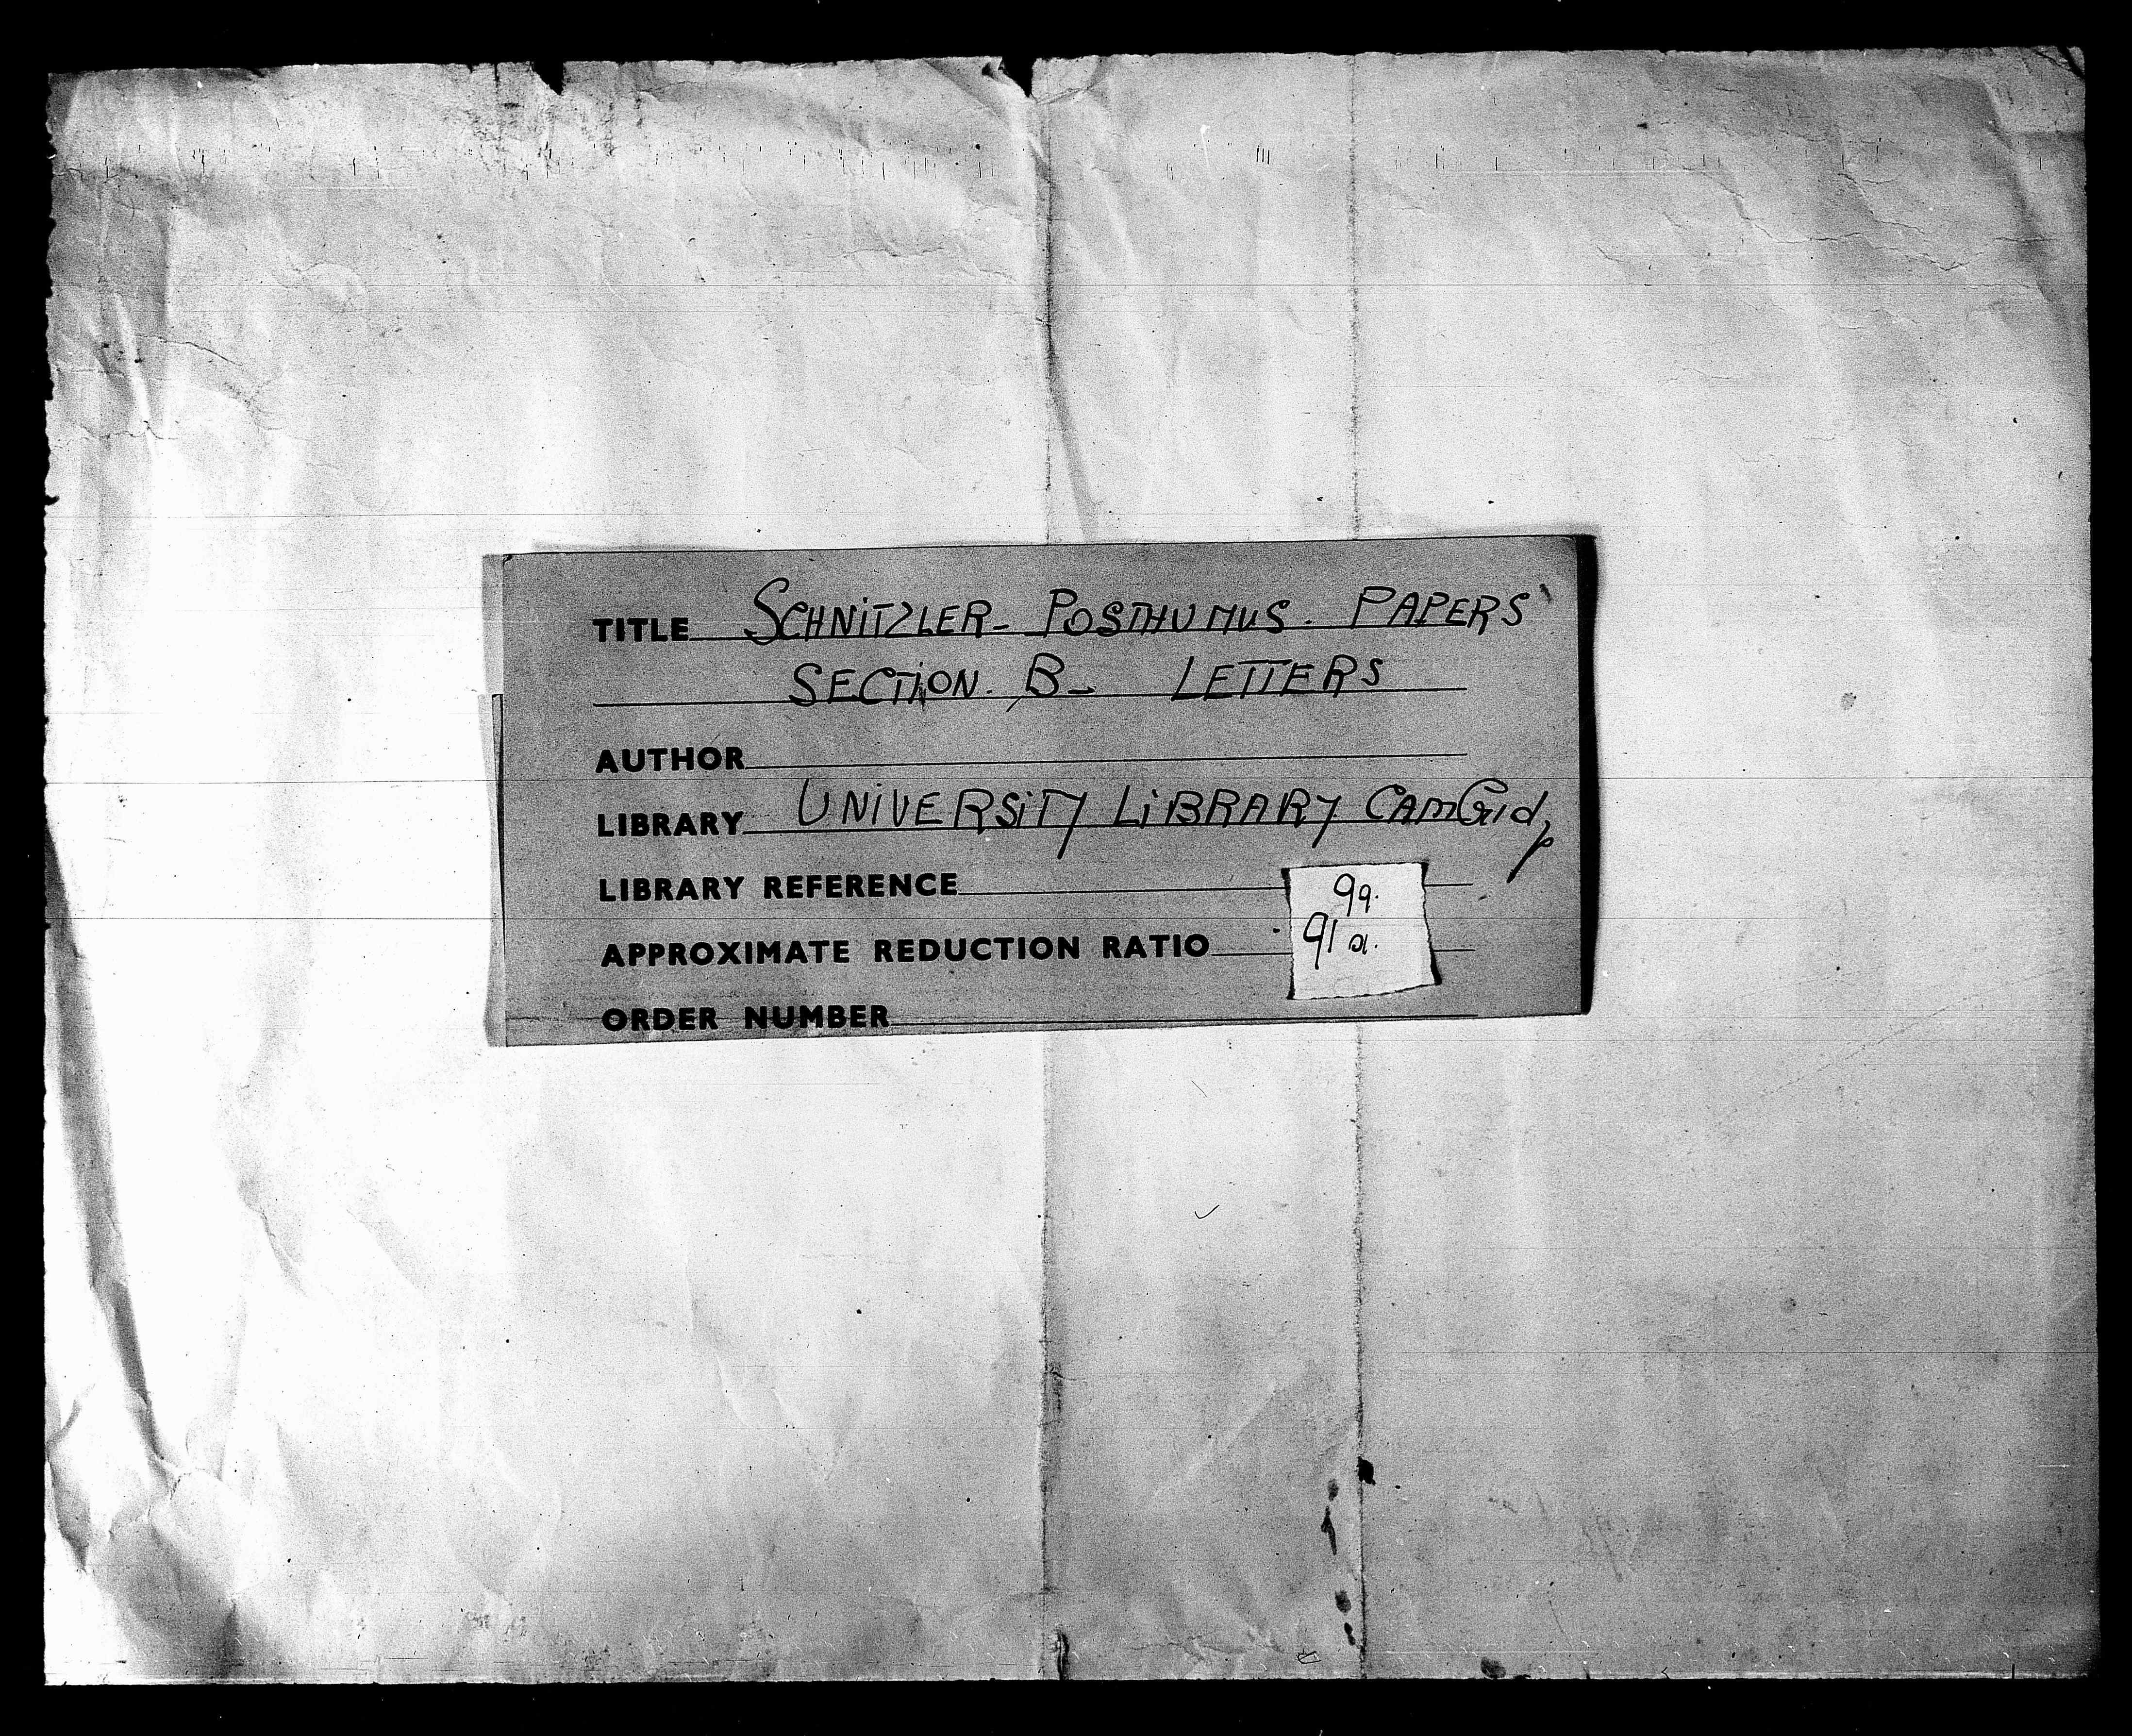 TITLE SCHNITZLER- POSTHUMUS. PAPERS
SECTION. B- LETTERS
AUTHOR
LIBRARY UNIVERSITY LIBRARY CAMBridge
LIBRARY REFERENCE
99.
APPROXIMATE REDUCTION RATIO
91 a.
ORDER NUMBER